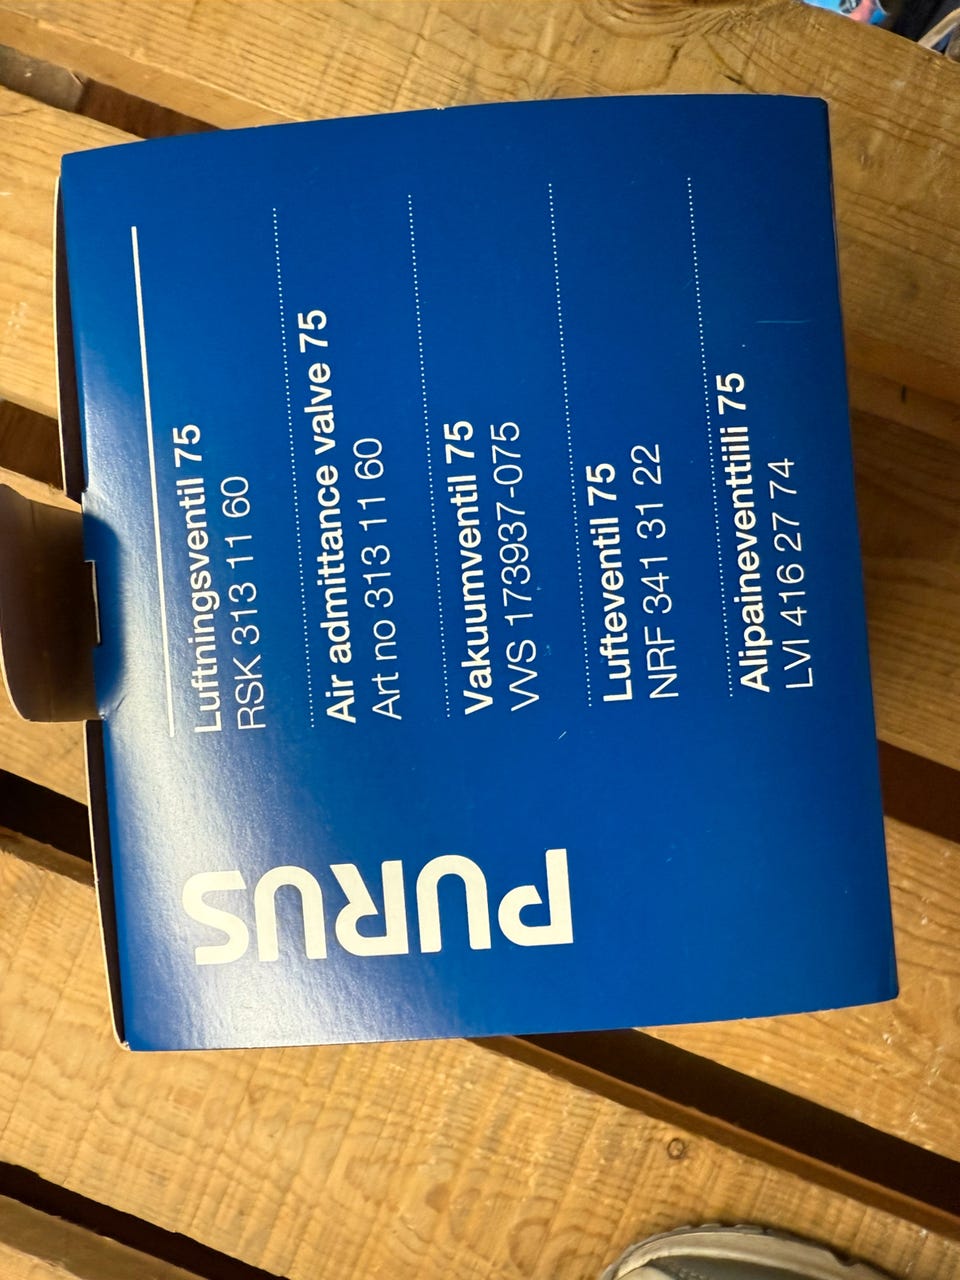 PURUS
Luftningsventil 75
RSK 313 11 60
Air admittance valve 75
Art no 313 11 60
Vakuumventil 75
VVS 173937-075
Lufteventil 75
NRF 341 31 22
Alipaineventtiili 75
LVI 416 27 74